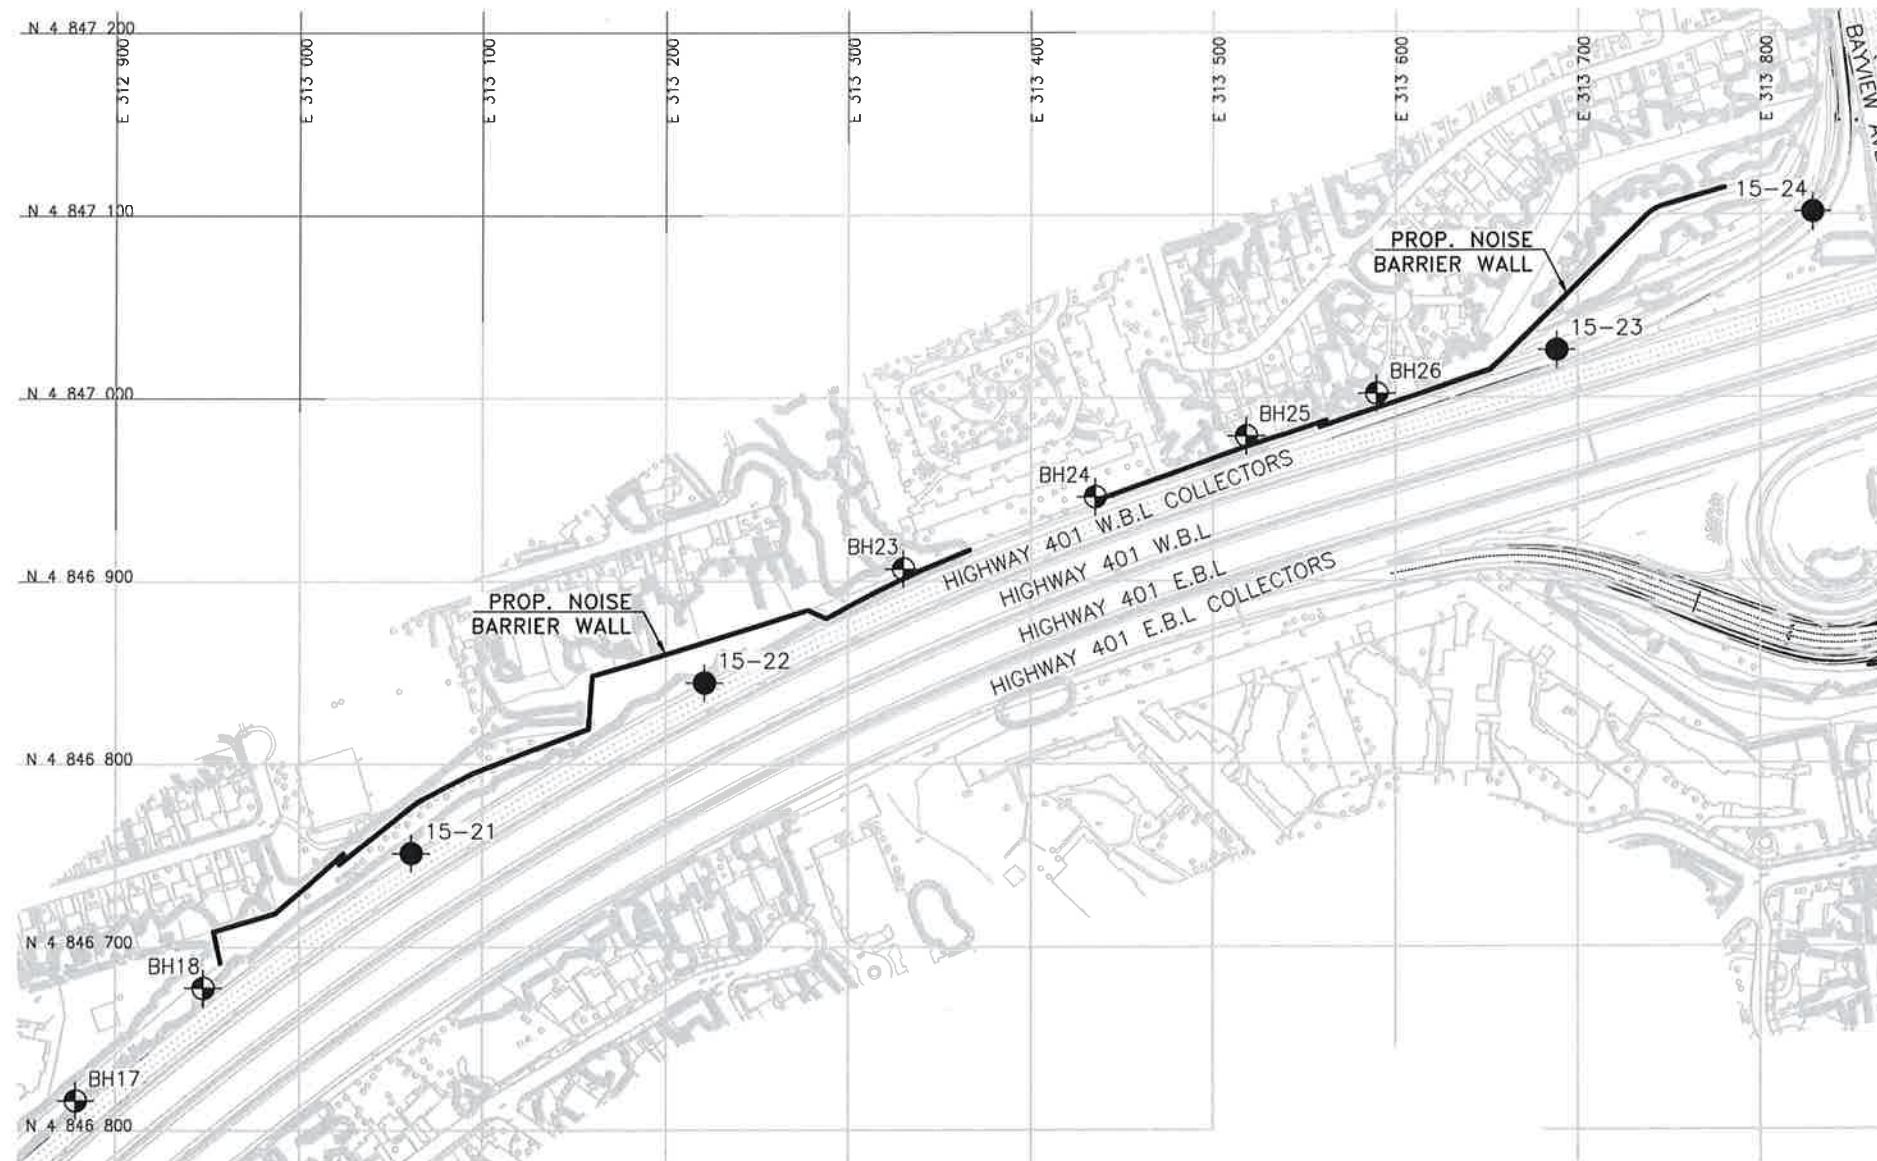 N 4 847 200
E 312 900
E 313 000
E 313 100
E 313 200
E 313 300
E 313 400
E 313 500
E 313 600
E 313 700
E 313 800
BAYVIEW
N 4 847 100
15-24
PROP. NOISE
BARRIER WALL
15-23
BH26
N 4 847 000
BH25
BH24
HIGHWAY 401 W.B.L COLLECTORS
BH23
HIGHWAY 401 W.B.L
HIGHWAY 401 E.B.L
HIGHWAY 401 E.B.L COLLECTORS
N 4 846 900
PROP. NOISE
BARRIER WALL
15-22
N 4 846 800
15-21
N 4 846 700
BH18
BH17
N 4 846 800